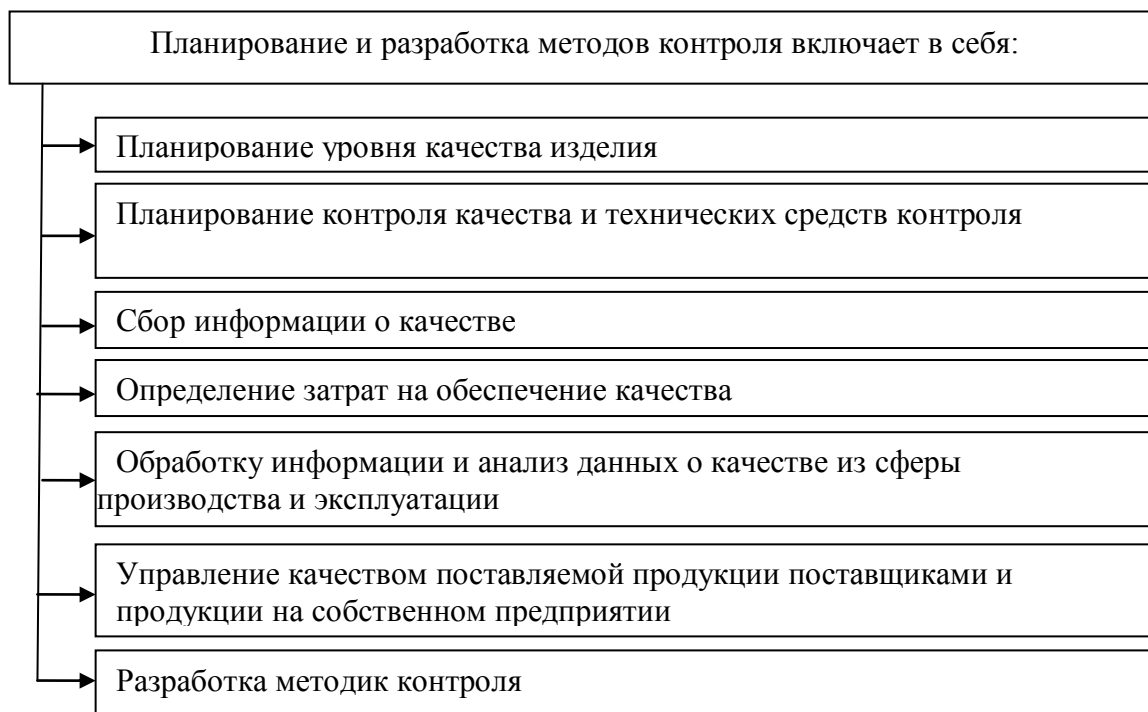 Планирование и разработка методов контроля включает в себя:
Планирование уровня качества изделия
Планирование контроля качества и технических средств контроля
Сбор информации о качестве
Определение затрат на обеспечение качества
Обработку информации и анализ данных о качестве из сферы
производства и эксплуатации
Управление качеством поставляемой продукции поставщиками и
продукции на собственном предприятии
Разработка методик контроля